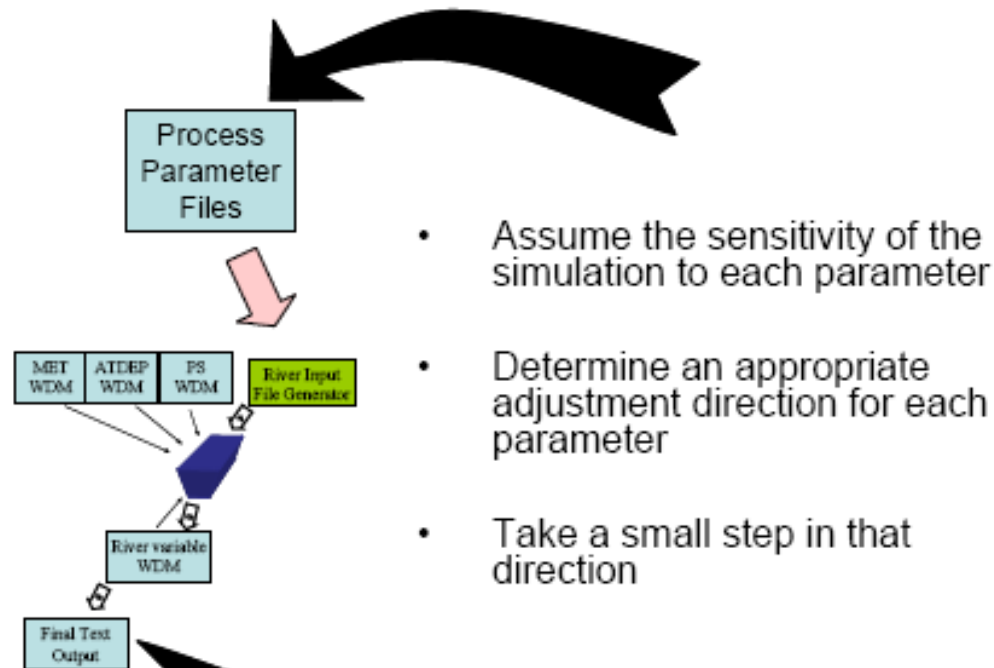 Process
Parameter
Files
• Assume the sensitivity of the
simulation to each parameter
MET
WDM
ATDEP
WDM
PS
WDM
River Input
File Generator
• Determine an appropriate
adjustment direction for each
parameter
River variable
WDM
• Take a small step in that
direction
Final Text
Output